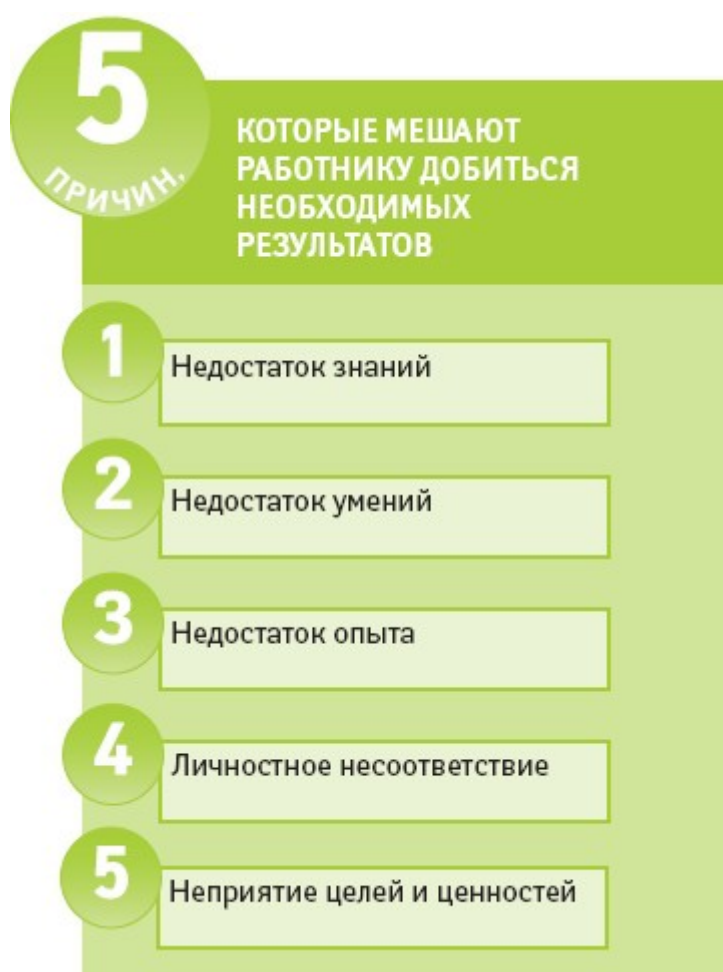 5
ПРИЧИН,
КОТОРЫЕ МЕШАЮТ
РАБОТНИКУ ДОБИТЬСЯ
НЕОБХОДИМЫХ
РЕЗУЛЬТАТОВ
1
Недостаток знаний
2
Недостаток умений
3
Недостаток опыта
4
Личностное несоответствие
5
Неприятие целей и ценностей